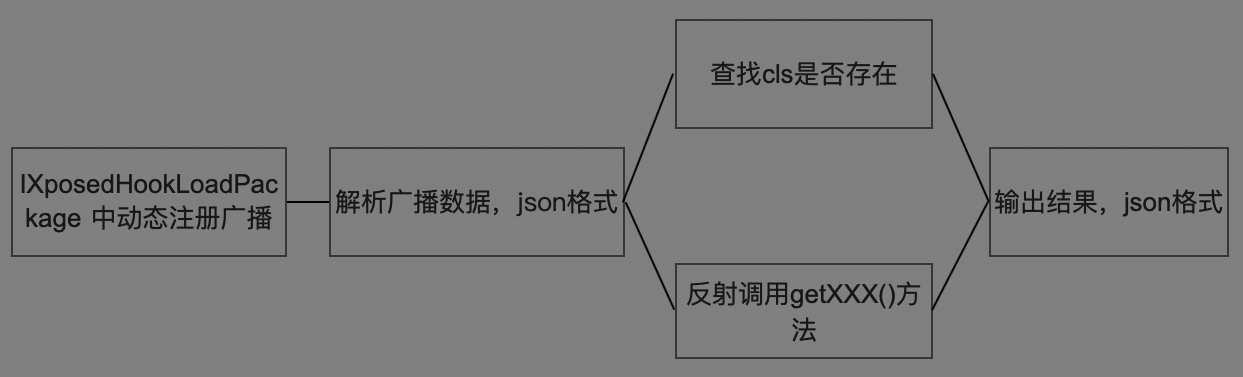 查找cls是否存在
IXposedHookLoadPac
kage 中动态注册广播
解析广播数据，json格式
输出结果，json格式
反射调用getXXX()方
法